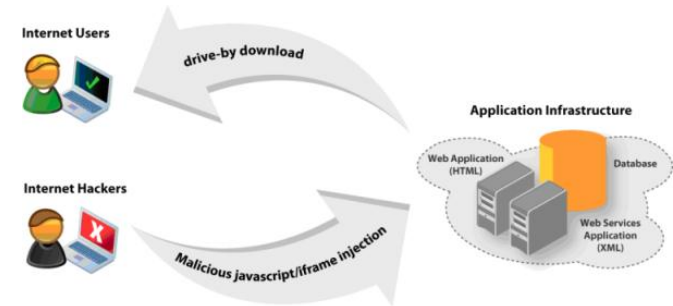 Internet Users
drive-by download
Application Infrastructure
Web Application
(HTML)
Database
Internet Hackers
Web Services
Application
(XML)
Malicious javascript/iframe injection